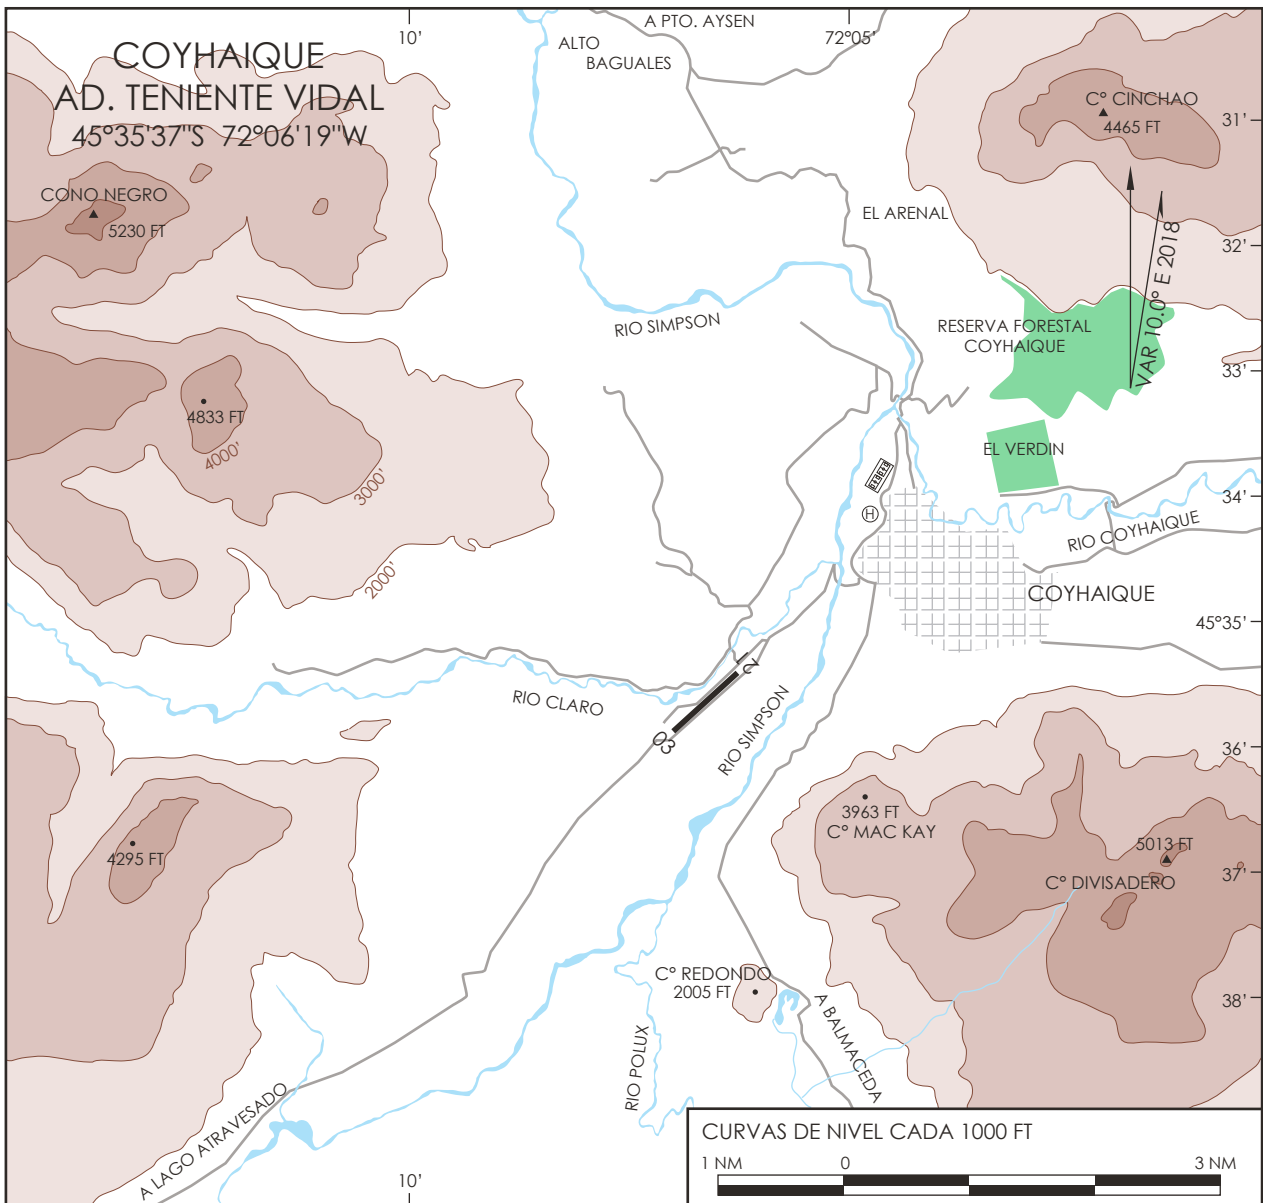 A PTO. AYSEN
10'
72°05'
COYHAIQUE
AD. TENIENTE VIDAL
45°35'37"S 72°06'19"W
ALTO
BAGUALES
C° CINCHAO
4465 FT
31'
CONO NEGRO
5230 FT
EL ARENAL
32'
VAR 10.0° E 2018
RIO SIMPSON
RESERVA FORESTAL
COYHAIQUE
33'
4833 FT
4000'
3000'
2000'
EL VERDIN
34'
H
RIO COYHAIQUE
COYHAIQUE
45°35'
RIO CLARO
2
03
RIO SIMPSON
36'
3963 FT
C° MAC KAY
5013 FT
C° DIVISADERO
4295 FT
37'
C° REDONDO
2005 FT
38'
A BALMACEDA
RIO POLUX
A LAGO ATRAVESADO
10'
CURVAS DE NIVEL CADA 1000 FT
1 NM 0 3 NM